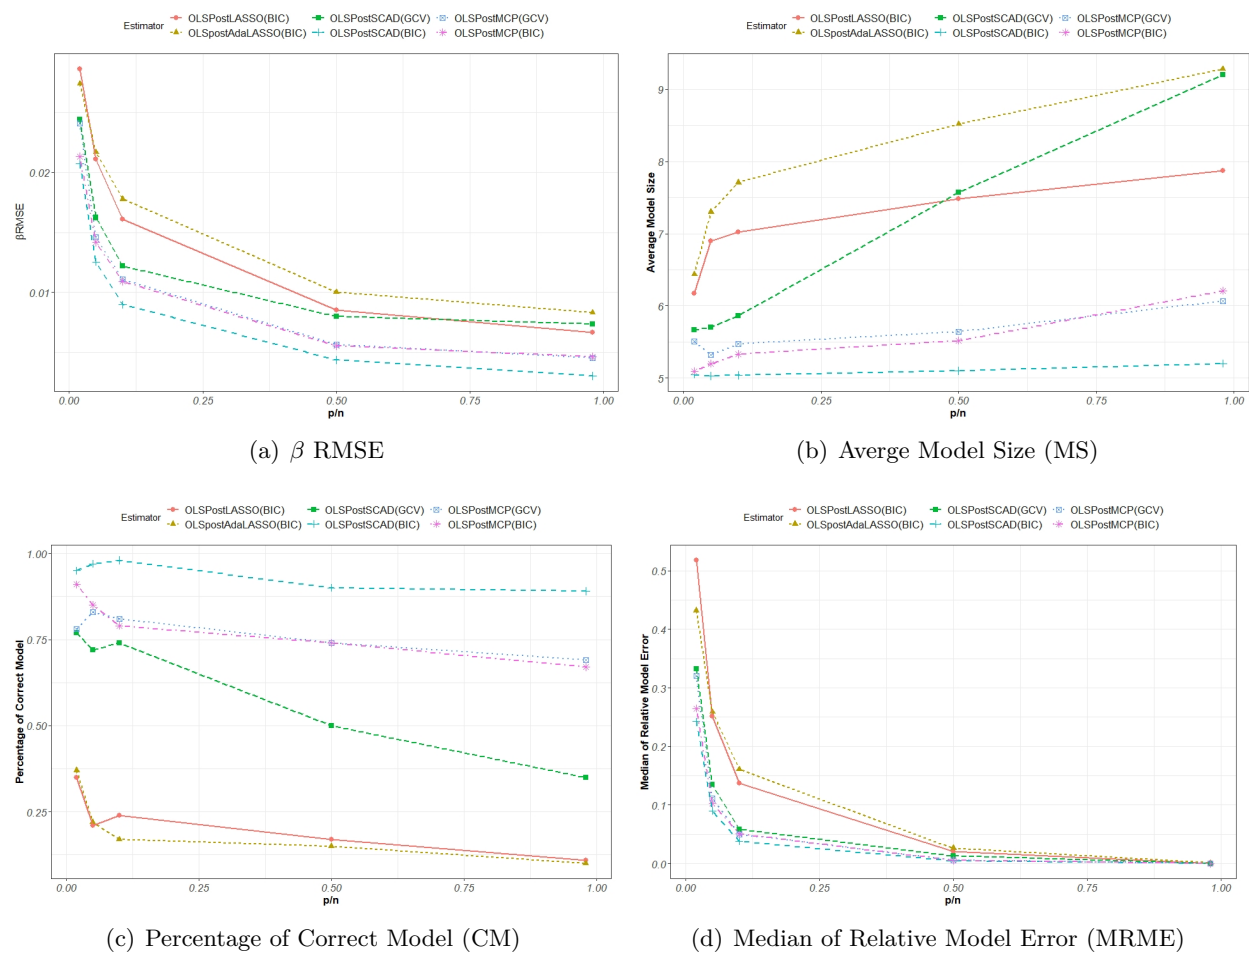 Estimator
OLSPostLASSO(BIC) OLSPostSCAD(GCV) OLSPostMCP(GCV)
OLSpostAdaLASSO(BIC) OLSPostSCAD(BIC) OLSPostMCP(BIC)
βRMSE
0.02
0.01
0.00 0.25 0.50 0.75 1.00
p/n
(a) β RMSE
Estimator
OLSPostLASSO(BIC) OLSPostSCAD(GCV) OLSPostMCP(GCV)
OLSpostAdaLASSO(BIC) OLSPostSCAD(BIC) OLSPostMCP(BIC)
Average Model Size
9
8
7
6
5
0.00 0.25 0.50 0.75 1.00
p/n
(b) Averge Model Size (MS)
Estimator
OLSPostLASSO(BIC) OLSPostSCAD(GCV) OLSPostMCP(GCV)
OLSpostAdaLASSO(BIC) OLSPostSCAD(BIC) OLSPostMCP(BIC)
Percentage of Correct Model
1.00
0.75
0.50
0.25
0.00 0.25 0.50 0.75 1.00
p/n
(c) Percentage of Correct Model (CM)
Estimator
OLSPostLASSO(BIC) OLSPostSCAD(GCV) OLSPostMCP(GCV)
OLSpostAdaLASSO(BIC) OLSPostSCAD(BIC) OLSPostMCP(BIC)
Median of Relative Model Error
0.5
0.4
0.3
0.2
0.1
0.0
0.00 0.25 0.50 0.75 1.00
p/n
(d) Median of Relative Model Error (MRME)